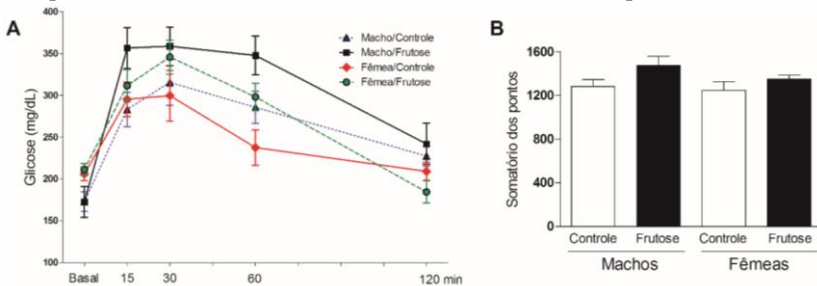 A
Glicose (mg/dL)
400
350
300
250
200
150
100
Basal
15
30
60
120 min
Macho/Controle
Macho/Frutose
Fêmea/Controle
Fêmea/Frutose
B
Somatório dos pontos
1600
1200
800
400
0
Controle Frutose Controle Frutose
Machos Fêmeas